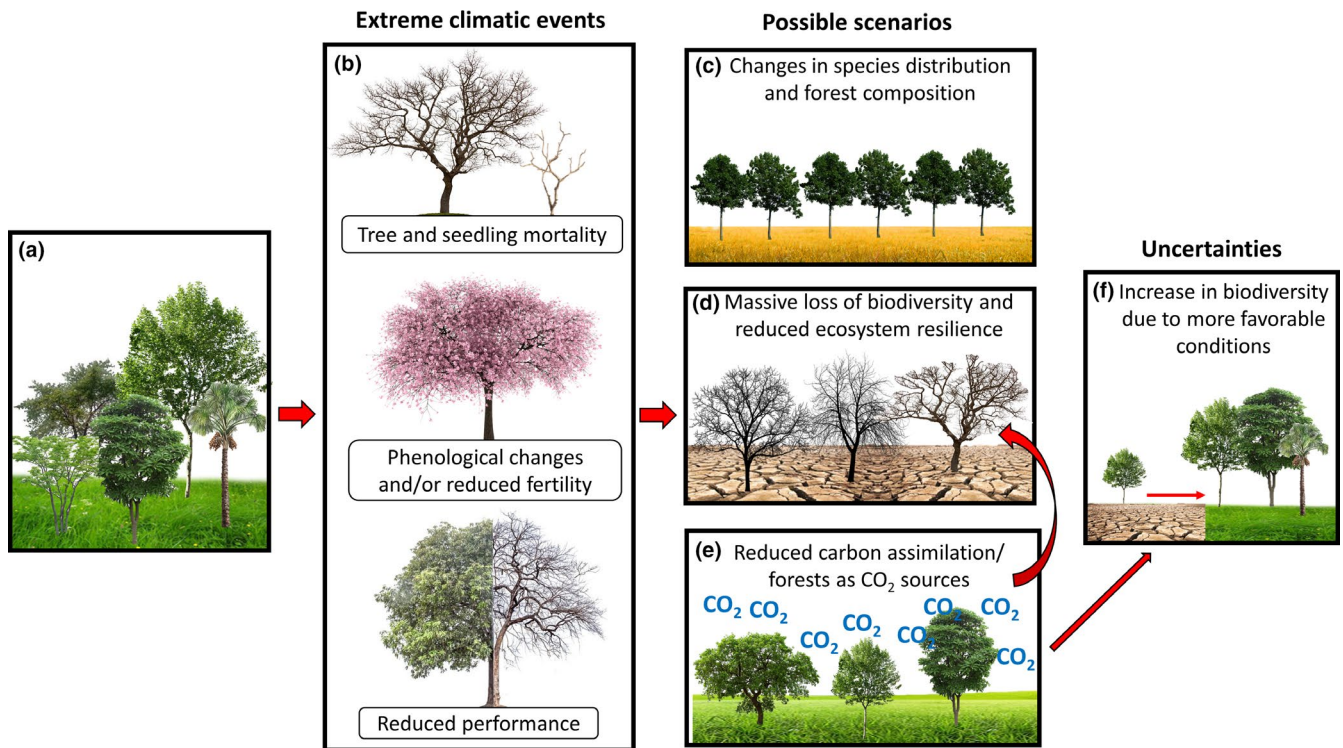 Extreme climatic events
Possible scenarios
Uncertainties
(a)
(b)
Tree and seedling mortality
Phenological changes
and/or reduced fertility
Reduced performance
(c) Changes in species distribution
and forest composition
(d) Massive loss of biodiversity and
reduced ecosystem resilience
(e) Reduced carbon assimilation/
forests as CO₂ sources
CO₂
CO₂
CO₂
CO₂
CO₂
CO₂
CO₂
CO₂
(f) Increase in biodiversity
due to more favorable
conditions